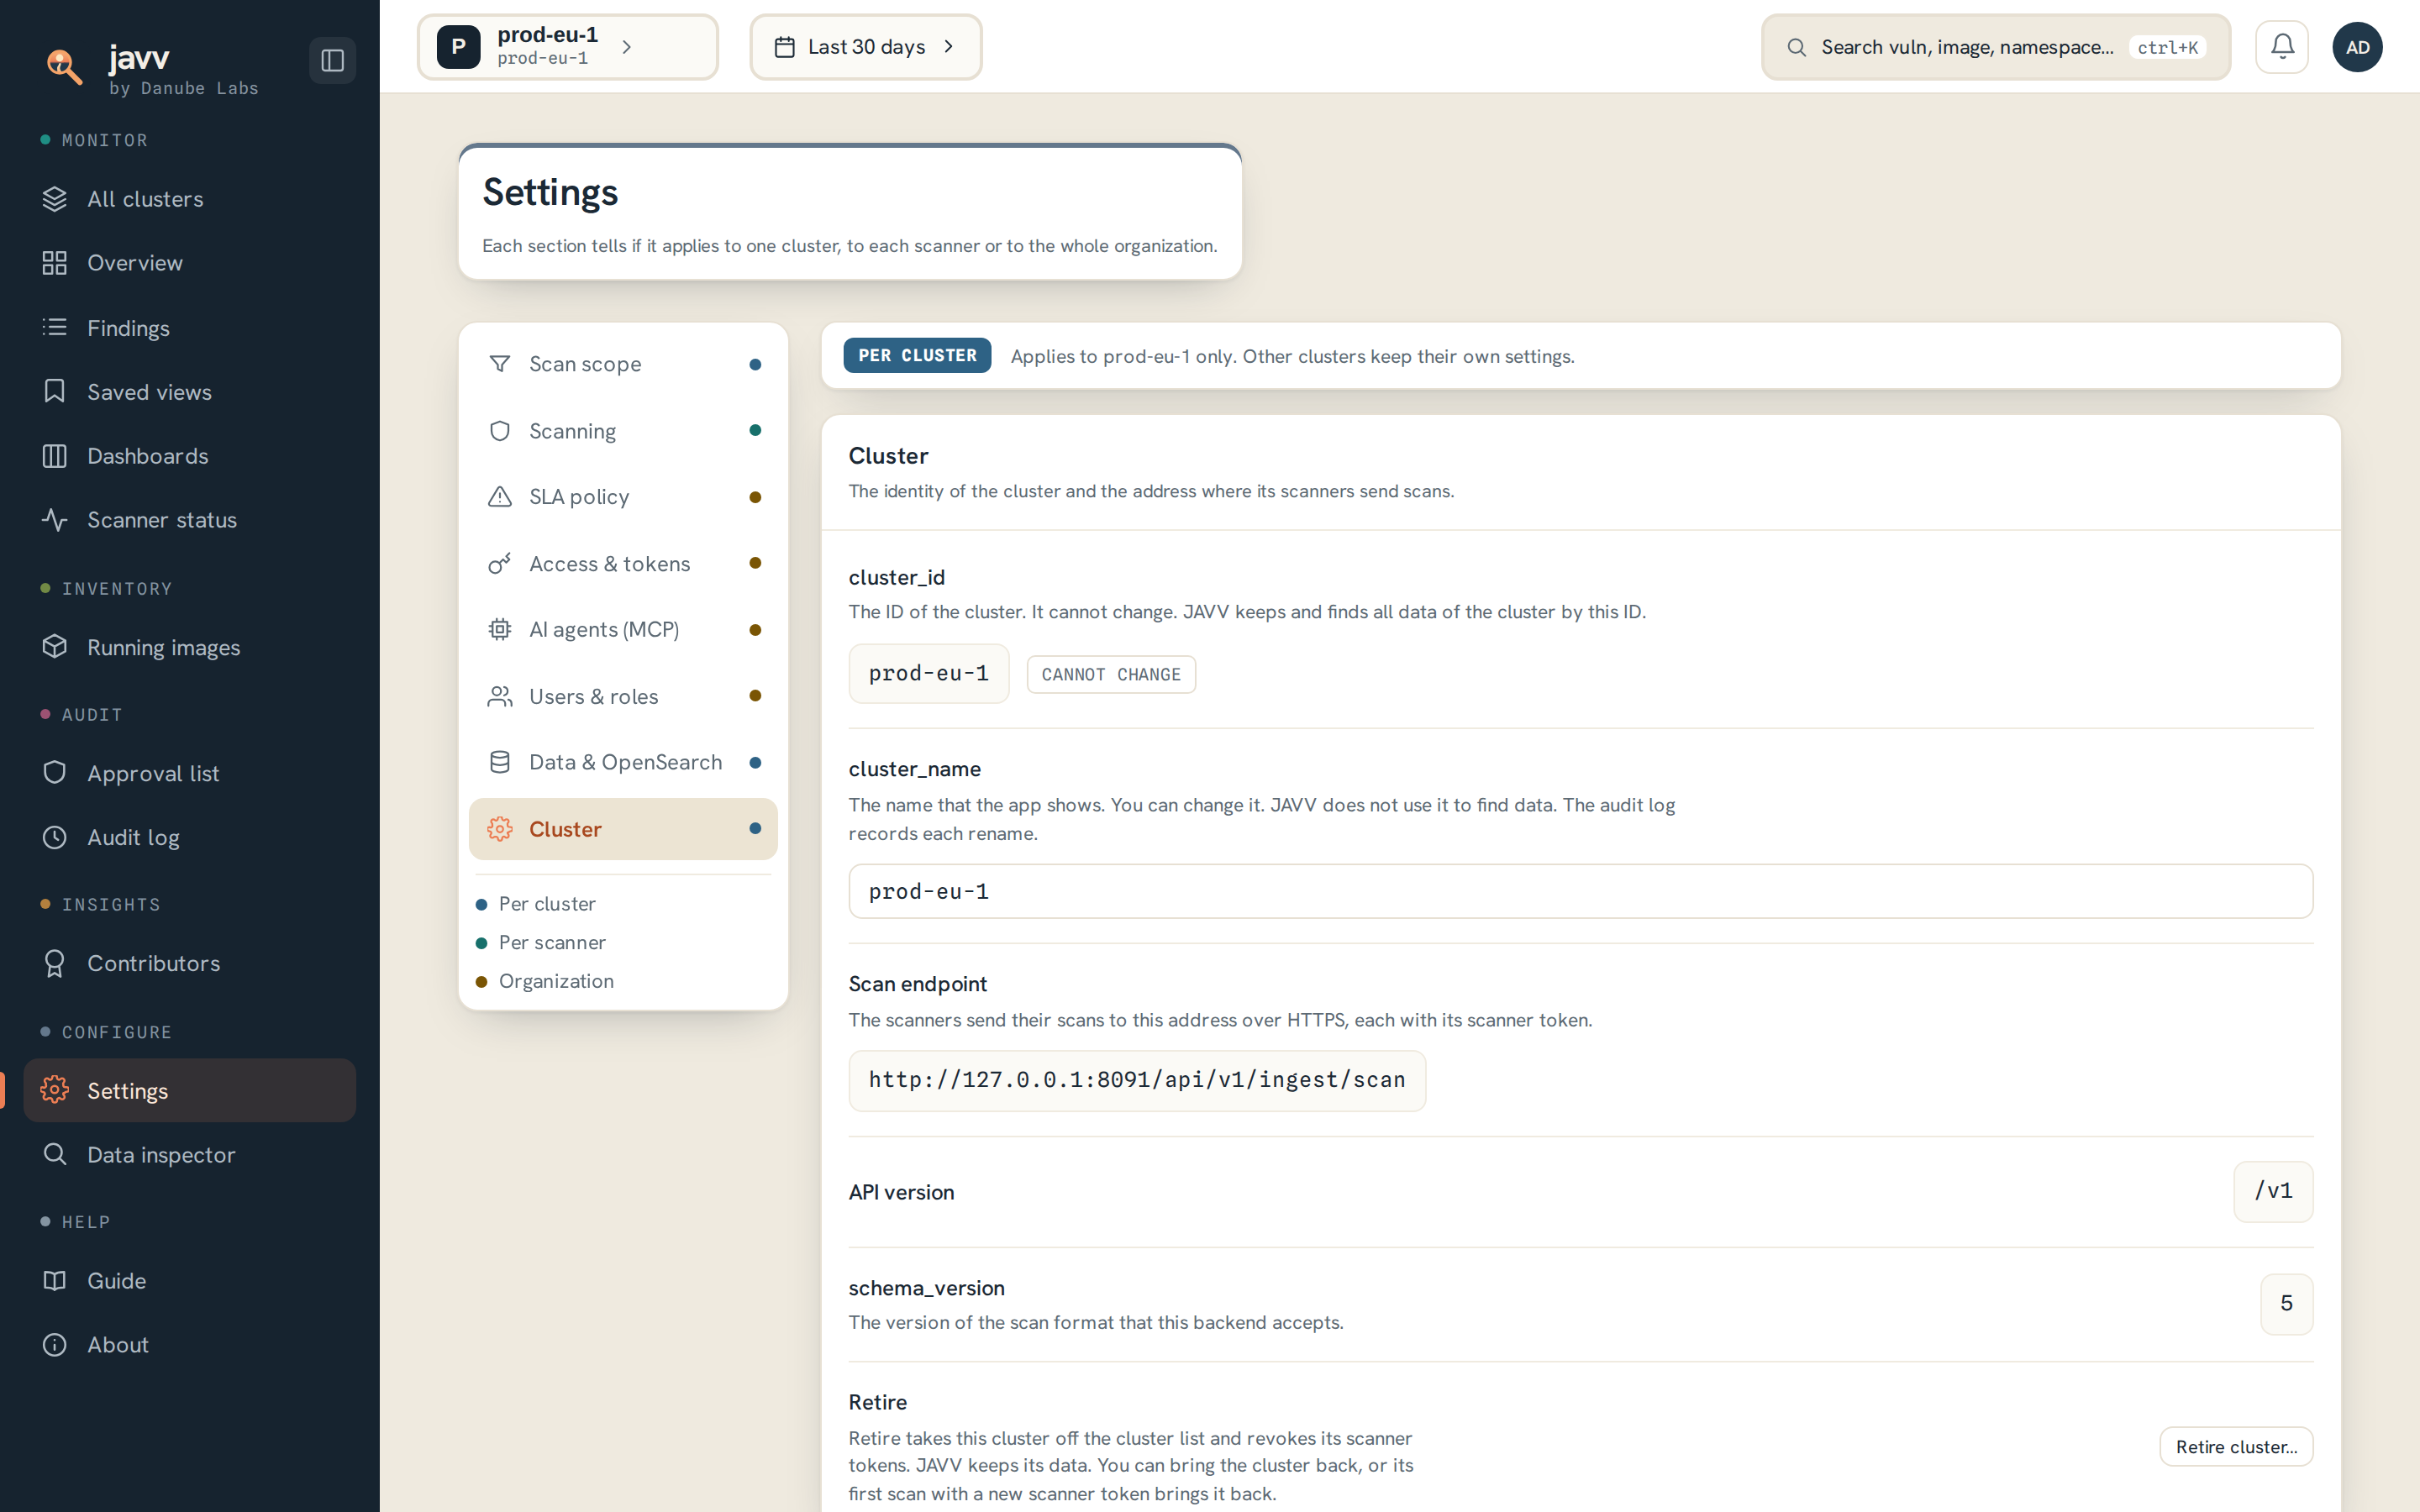 javv
by Danube Labs
MONITOR
All clusters
Overview
Findings
Saved views
Dashboards
Scanner status
INVENTORY
Running images
AUDIT
Approval list
Audit log
INSIGHTS
Contributors
CONFIGURE
Settings
Data inspector
HELP
Guide
About
P
prod-eu-1
prod-eu-1
Last 30 days
Search vuln, image, namespace...
ctrl+K
AD
Settings
Each section tells if it applies to one cluster, to each scanner or to the whole organization.
Scan scope
Scanning
SLA policy
Access & tokens
AI agents (MCP)
Users & roles
Data & OpenSearch
Cluster
Per cluster
Per scanner
Organization
PER CLUSTER
Applies to prod-eu-1 only. Other clusters keep their own settings.
Cluster
The identity of the cluster and the address where its scanners send scans.
cluster_id
The ID of the cluster. It cannot change. JAVV keeps and finds all data of the cluster by this ID.
prod-eu-1
CANNOT CHANGE
cluster_name
The name that the app shows. You can change it. JAVV does not use it to find data. The audit log
records each rename.
prod-eu-1
Scan endpoint
The scanners send their scans to this address over HTTPS, each with its scanner token.
http://127.0.0.1:8091/api/v1/ingest/scan
API version
/v1
schema_version
The version of the scan format that this backend accepts.
5
Retire
Retire takes this cluster off the cluster list and revokes its scanner
tokens. JAVV keeps its data. You can bring the cluster back, or its
first scan with a new scanner token brings it back.
Retire cluster...